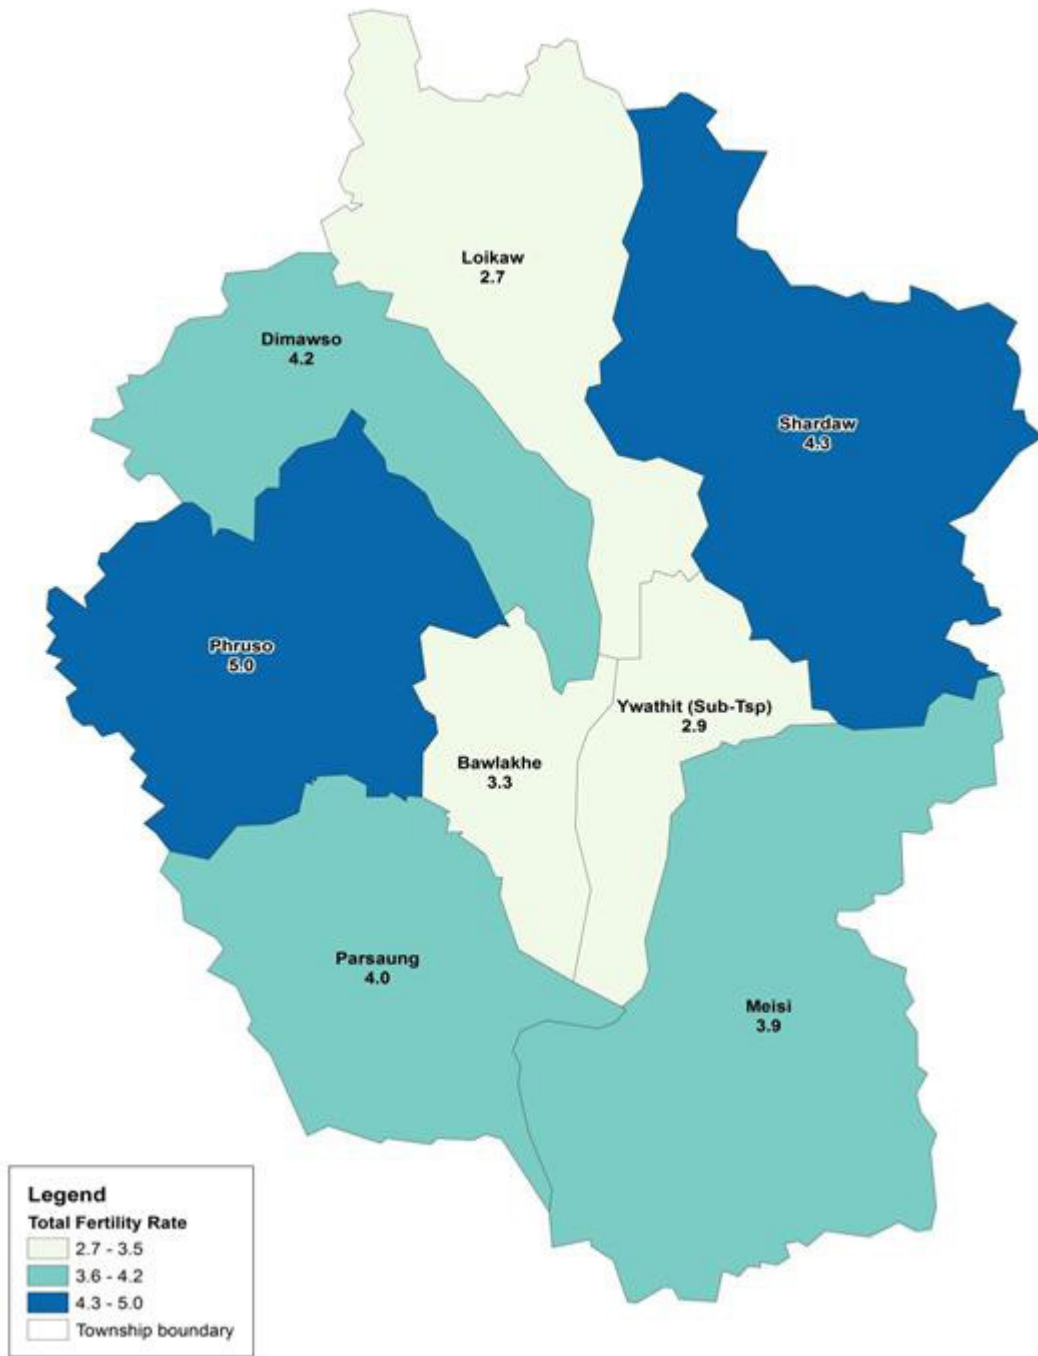 Loikaw
2.7
Dimawso
4.2
Shardaw
4.3
Phruso
5.0
Ywathit (Sub-Tsp)
2.9
Bawlakhe
3.3
Parsaung
4.0
Meisi
3.9
Legend
Total Fertility Rate
2.7 - 3.5
3.6 - 4.2
4.3 - 5.0
Township boundary